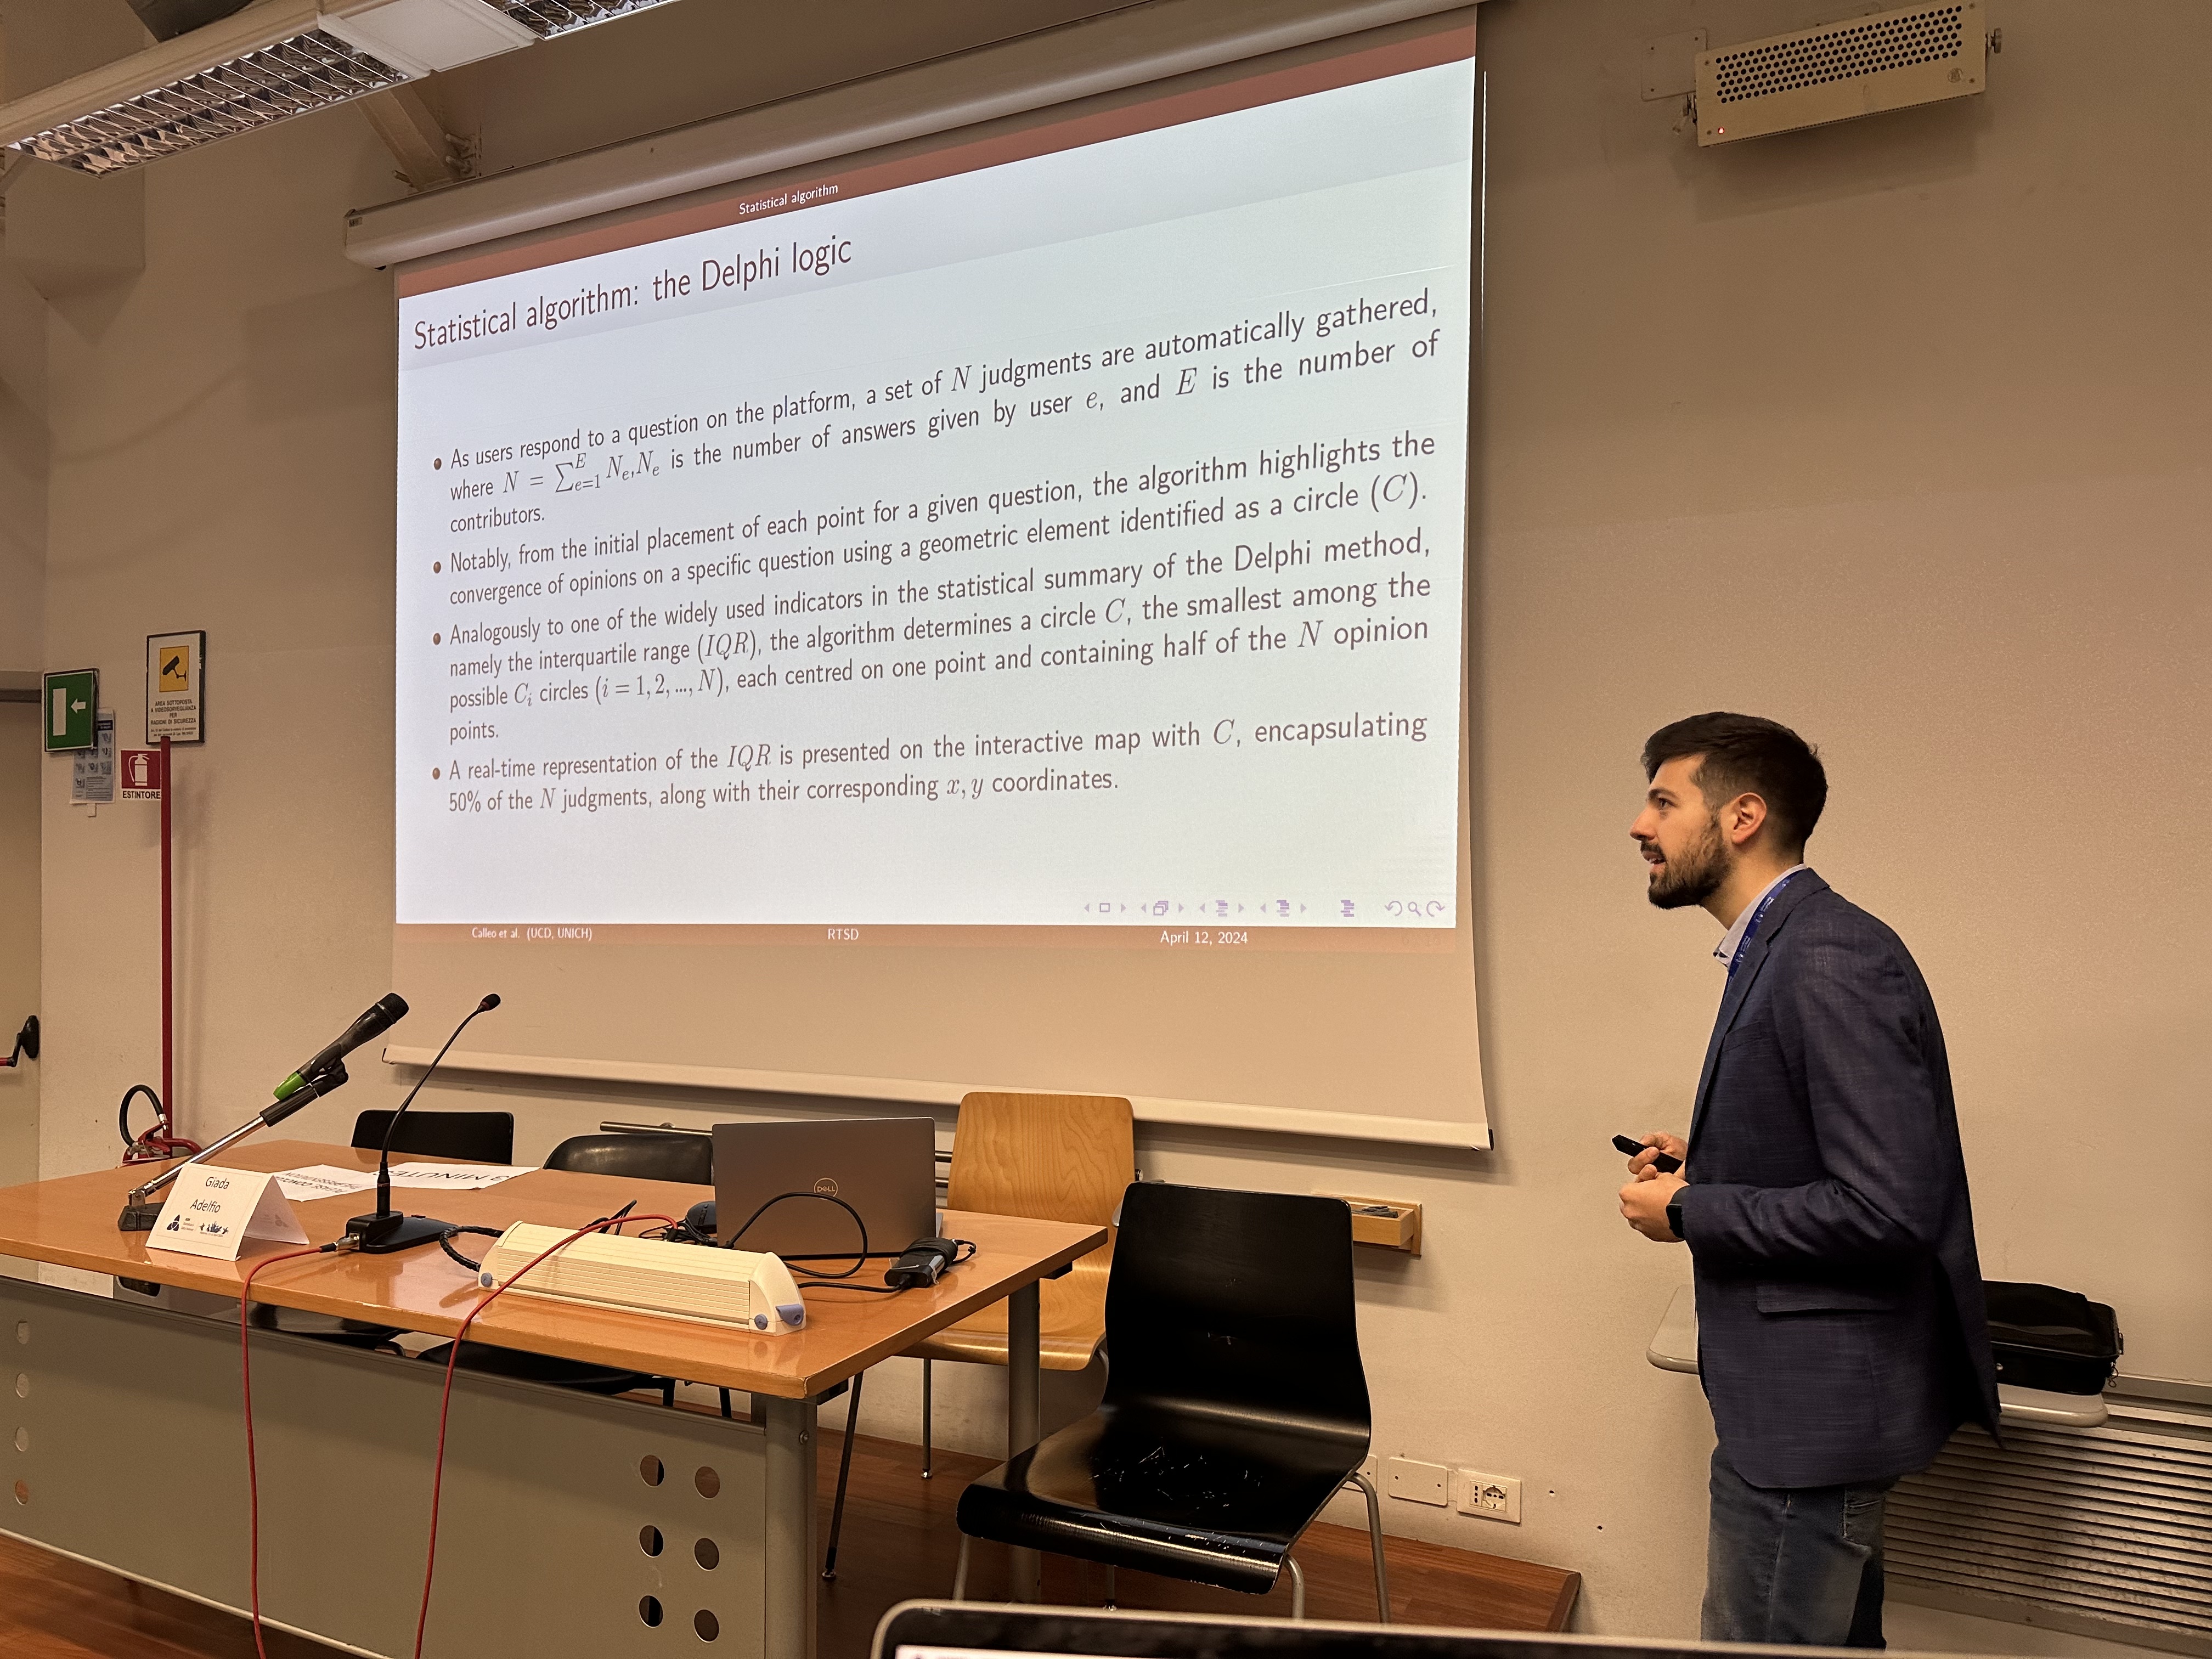 Statistical algorithm
Statistical algorithm: the Delphi logic
As users respond to a question on the platform, a set of N judgments are automatically gathered,
where N = ∑_{e=1}^{E} N_e, N_e is the number of answers given by user e, and E is the number of
contributors.
Notably, from the initial placement of each point for a given question, the algorithm highlights the
convergence of opinions on a specific question using a geometric element identified as a circle (C).
Analogously to one of the widely used indicators in the statistical summary of the Delphi method,
namely the interquartile range (IQR), the algorithm determines a circle C, the smallest among the
possible C_i circles (i = 1, 2, ..., N), each centred on one point and containing half of the N opinion
points.
A real-time representation of the IQR is presented on the interactive map with C, encapsulating
50% of the N judgments, along with their corresponding x, y coordinates.
Calleo et al. (UCD, UNICH)
RTSD
April 12, 2024
AREA SOTTOPOSTA
A VIDEOSORVEGLIANZA
PER
RAGIONI DI SICUREZZA
ESTINTORE
Giada
Adelfio
MINUTE
DELL